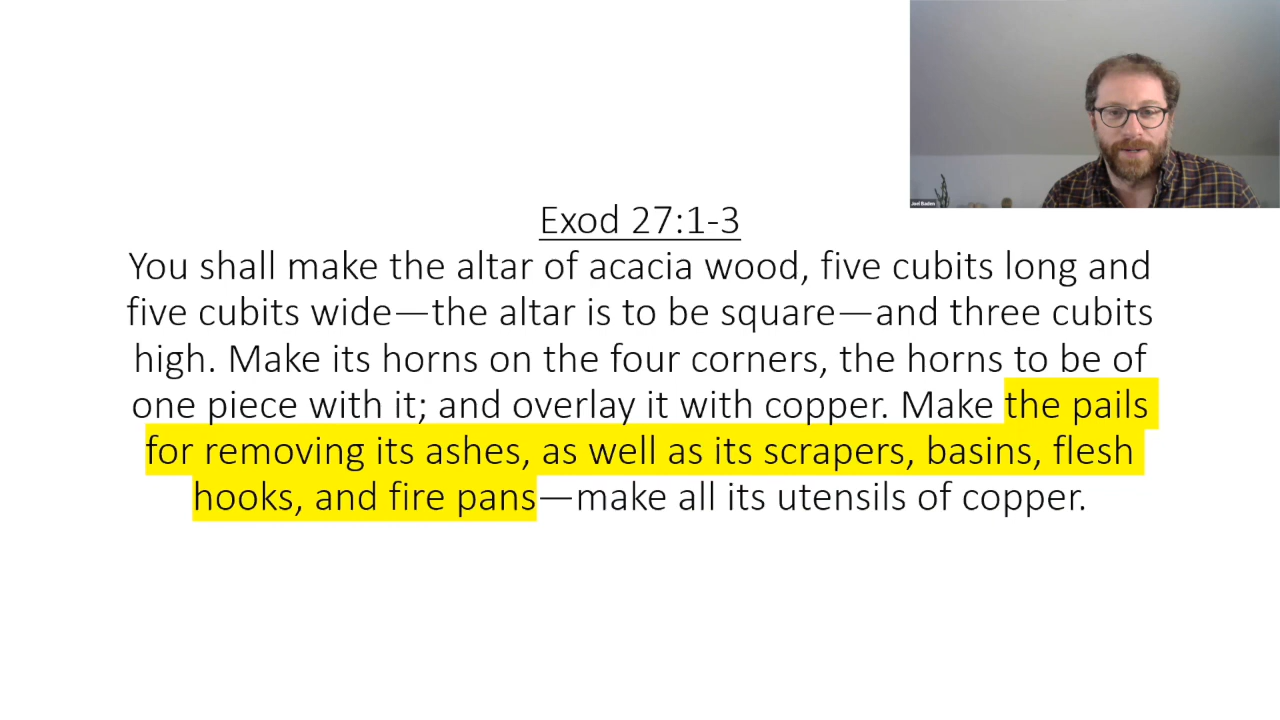 Joel Baden
Exod 27:1-3
You shall make the altar of acacia wood, five cubits long and
five cubits wide—the altar is to be square—and three cubits
high. Make its horns on the four corners, the horns to be of
one piece with it; and overlay it with copper. Make the pails
for removing its ashes, as well as its scrapers, basins, flesh
hooks, and fire pans—make all its utensils of copper.